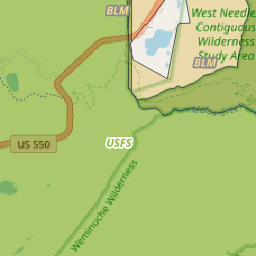 BLM
West Needle
Contiguous
Wilderness
Study Area
BLM
US 550
USFS
Weminuche Wilderness